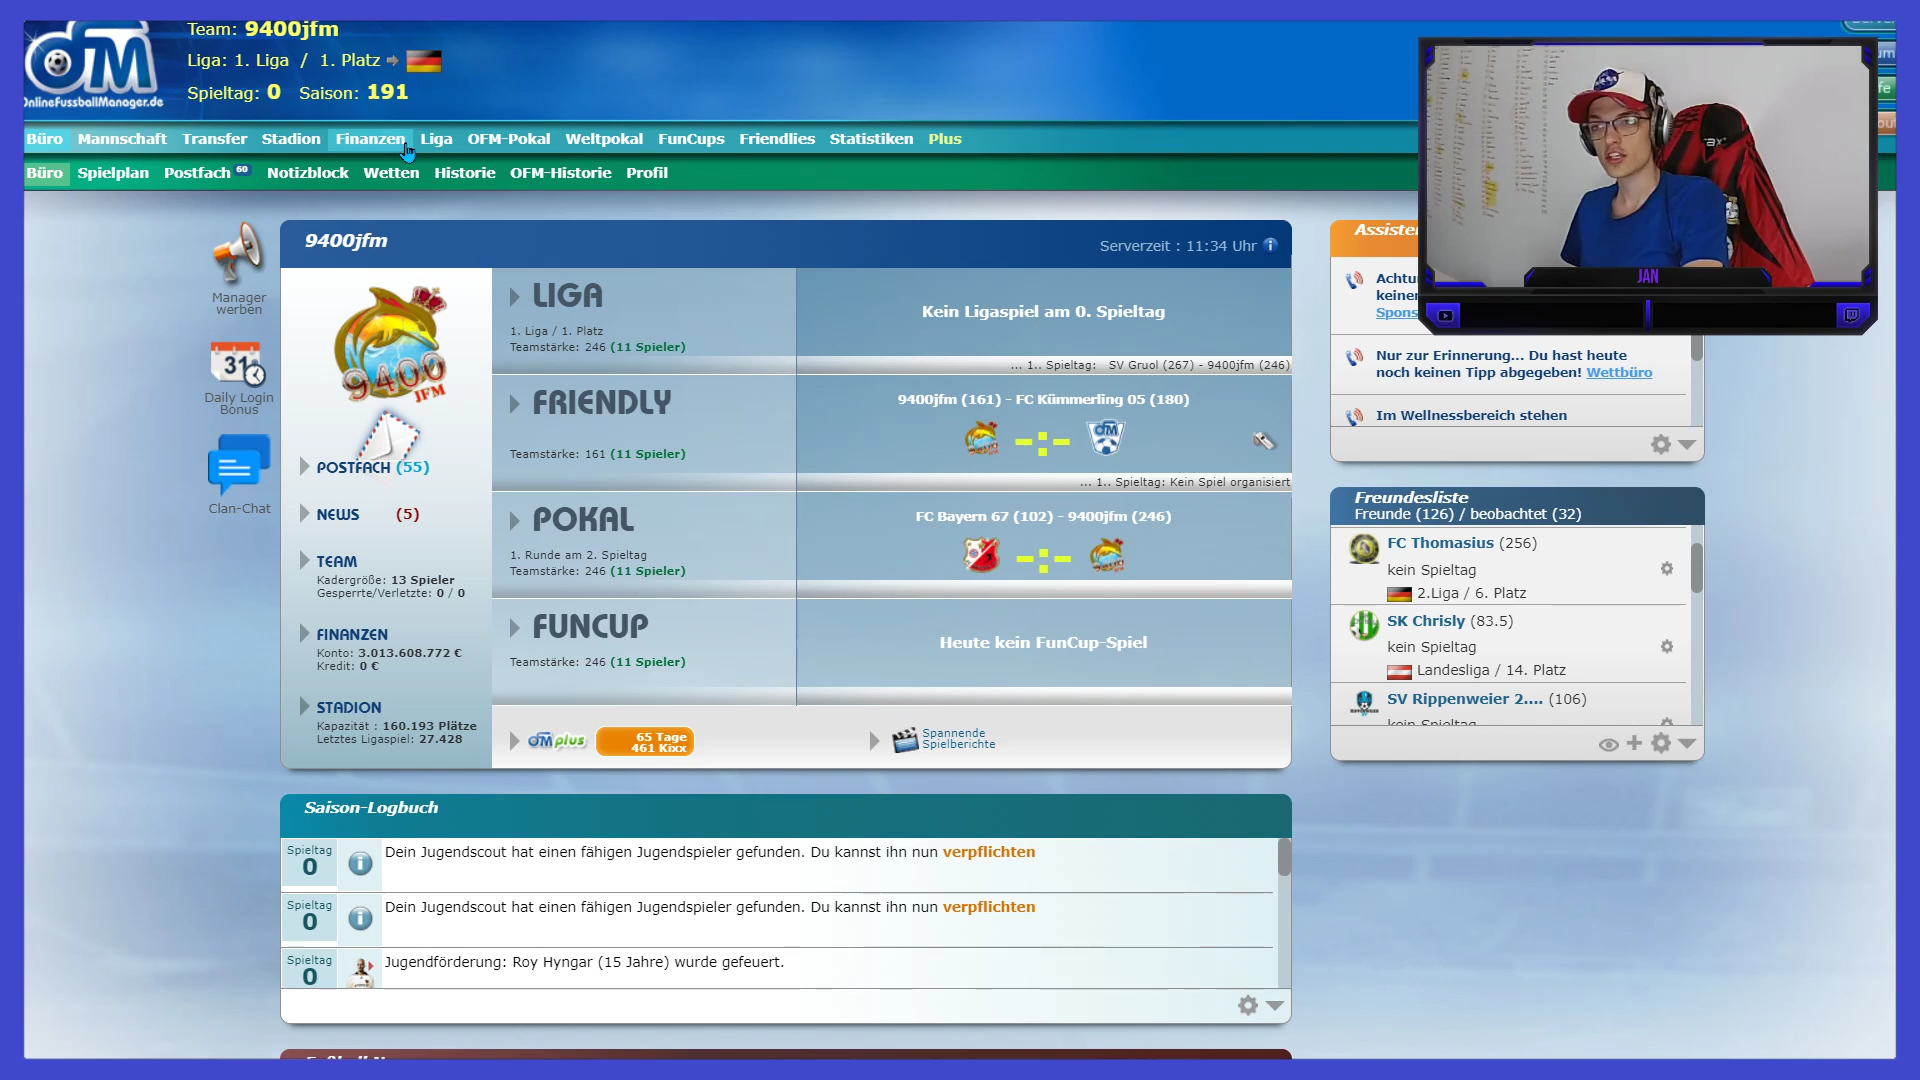 OFM
OnlineFussballManager.de
Team: 9400jfm
Liga: 1. Liga / 1. Platz
Spieltag: 0 Saison: 191
Büro Mannschaft Transfer Stadion Finanzen Liga OFM-Pokal Weltpokal FunCups Friendlies Statistiken Plus
Büro Spielplan Postfach 60 Notizblock Wetten Historie OFM-Historie Profil
Manager
werben
31
Daily Login
Bonus
Clan-Chat
9400jfm
Serverzeit : 11:34 Uhr
9400
JFM
POSTFACH (55)
NEWS (5)
TEAM
Kadergröße: 13 Spieler
Gesperrte/Verletzte: 0 / 0
FINANZEN
Konto: 3.013.608.772 €
Kredit: 0 €
STADION
Kapazität : 160.193 Plätze
Letztes Ligaspiel: 27.428
LIGA
1. Liga / 1. Platz
Teamstärke: 246 (11 Spieler)
Kein Ligaspiel am 0. Spieltag
... 1.. Spieltag: SV Gruol (267) - 9400jfm (246)
FRIENDLY
Teamstärke: 161 (11 Spieler)
9400jfm (161) - FC Kümmerling 05 (180)
-:-
... 1.. Spieltag: Kein Spiel organisiert
POKAL
1. Runde am 2. Spieltag
Teamstärke: 246 (11 Spieler)
FC Bayern 67 (102) - 9400jfm (246)
-:-
FUNCUP
Teamstärke: 246 (11 Spieler)
Heute kein FunCup-Spiel
OFM plus
65 Tage
461 Kixx
Spannende
Spielberichte
Saison-Logbuch
Spieltag
0
Dein Jugendscout hat einen fähigen Jugendspieler gefunden. Du kannst ihn nun verpflichten
Spieltag
0
Dein Jugendscout hat einen fähigen Jugendspieler gefunden. Du kannst ihn nun verpflichten
Spieltag
0
Jugendförderung: Roy Hyngar (15 Jahre) wurde gefeuert.
JAN
Nur zur Erinnerung... Du hast heute
noch keinen Tipp abgegeben! Wettbüro
Im Wellnessbereich stehen
Freundesliste
Freunde (126) / beobachtet (32)
FC Thomasius (256)
kein Spieltag
2.Liga / 6. Platz
SK Chrisly (83.5)
kein Spieltag
Landesliga / 14. Platz
SV Rippenweier 2.... (106)
kein Spieltag